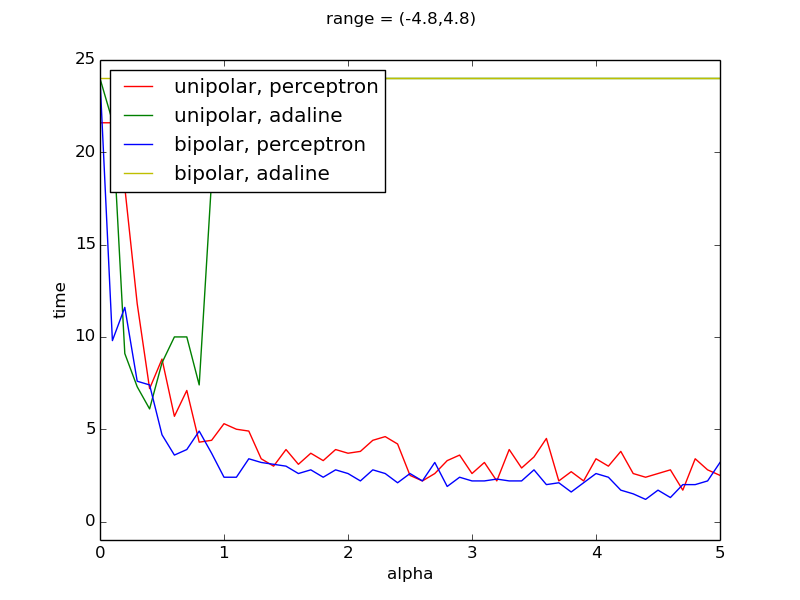 range = (-4.8,4.8)
25
20
15
10
5
0
time
unipolar, perceptron
unipolar, adaline
bipolar, perceptron
bipolar, adaline
0 1 2 3 4 5
alpha